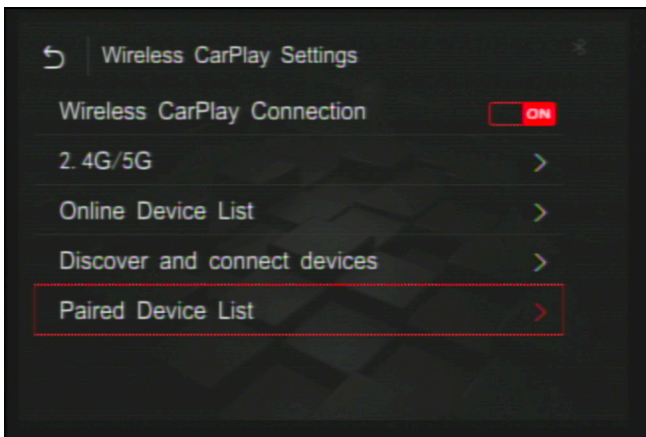 Wireless CarPlay Settings
Wireless CarPlay Connection ON
2.4G/5G
Online Device List
Discover and connect devices
Paired Device List